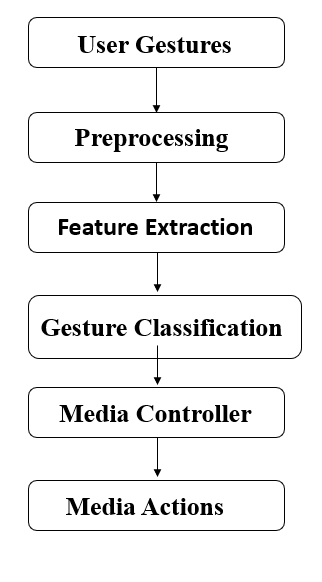 User Gestures
Preprocessing
Feature Extraction
Gesture Classification
Media Controller
Media Actions